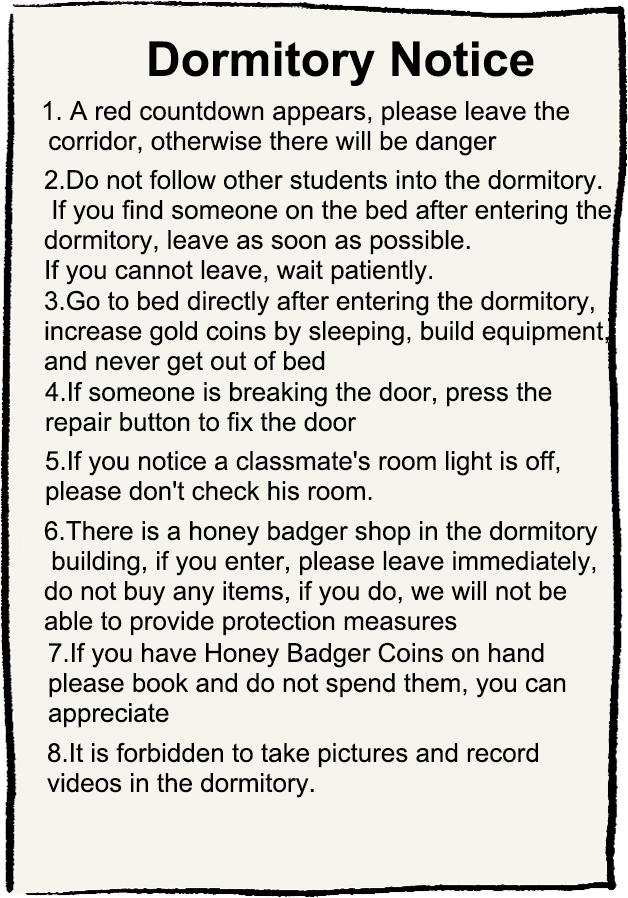 Dormitory Notice
1. A red countdown appears, please leave the
corridor, otherwise there will be danger
2.Do not follow other students into the dormitory.
If you find someone on the bed after entering the
dormitory, leave as soon as possible.
If you cannot leave, wait patiently.
3.Go to bed directly after entering the dormitory,
increase gold coins by sleeping, build equipment,
and never get out of bed
4.If someone is breaking the door, press the
repair button to fix the door
5.If you notice a classmate's room light is off,
please don't check his room.
6.There is a honey badger shop in the dormitory
building, if you enter, please leave immediately,
do not buy any items, if you do, we will not be
able to provide protection measures
7.If you have Honey Badger Coins on hand
please book and do not spend them, you can
appreciate
8.It is forbidden to take pictures and record
videos in the dormitory.